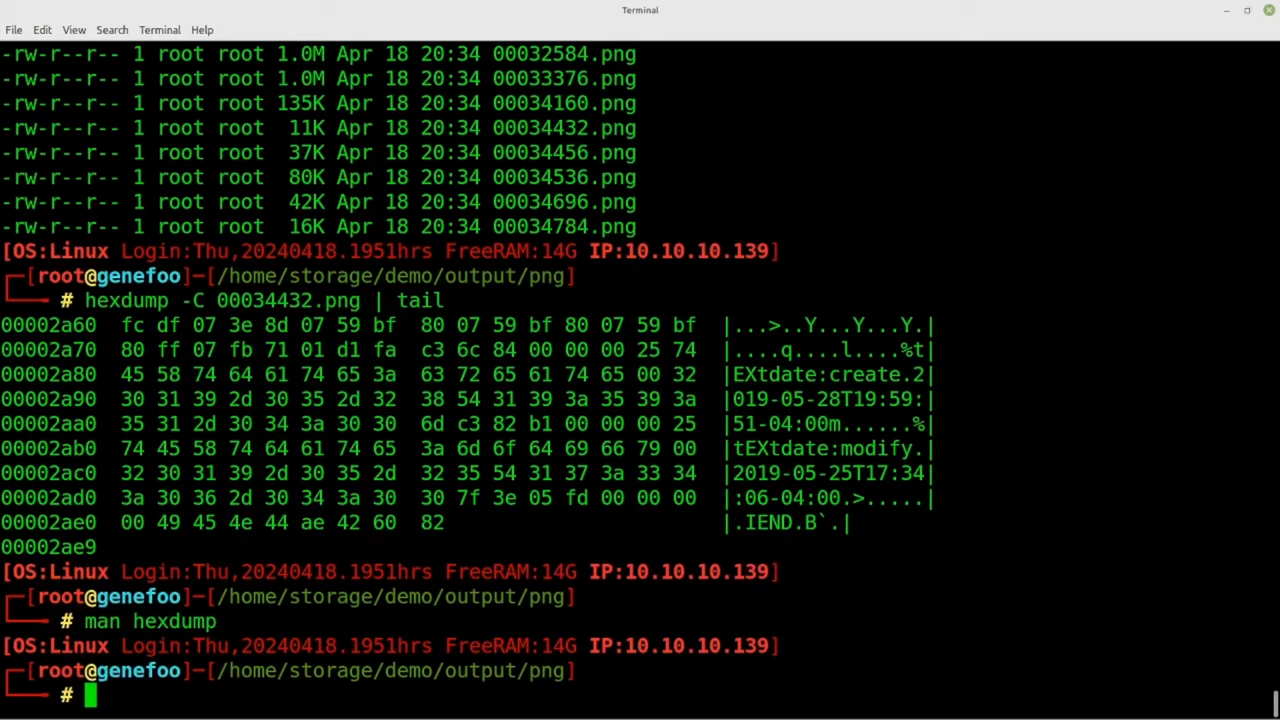 Terminal
File Edit View Search Terminal Help
-rw-r--r-- 1 root root 1.0M Apr 18 20:34 00032584.png
-rw-r--r-- 1 root root 1.0M Apr 18 20:34 00033376.png
-rw-r--r-- 1 root root 135K Apr 18 20:34 00034160.png
-rw-r--r-- 1 root root  11K Apr 18 20:34 00034432.png
-rw-r--r-- 1 root root  37K Apr 18 20:34 00034456.png
-rw-r--r-- 1 root root  80K Apr 18 20:34 00034536.png
-rw-r--r-- 1 root root  42K Apr 18 20:34 00034696.png
-rw-r--r-- 1 root root  16K Apr 18 20:34 00034784.png
[OS:Linux Login:Thu,20240418.1951hrs FreeRAM:14G IP:10.10.10.139]
┌─[root@genefoo]─[/home/storage/demo/output/png]
└── # hexdump -C 00034432.png | tail
00002a60  fc df 07 3e 8d 07 59 bf  80 07 59 bf 80 07 59 bf  |...>..Y...Y...Y.|
00002a70  80 ff 07 fb 71 01 d1 fa  c3 6c 84 00 00 00 25 74  |....q....l....%t|
00002a80  45 58 74 64 61 74 65 3a  63 72 65 61 74 65 00 32  |EXtdate:create.2|
00002a90  30 31 39 2d 30 35 2d 32  38 54 31 39 3a 35 39 3a  |019-05-28T19:59:|
00002aa0  35 31 2d 30 34 3a 30 30  6d c3 82 b1 00 00 00 25  |51-04:00m......%|
00002ab0  74 45 58 74 64 61 74 65  3a 6d 6f 64 69 66 79 00  |tEXtdate:modify.|
00002ac0  32 30 31 39 2d 30 35 2d  32 35 54 31 37 3a 33 34  |2019-05-25T17:34|
00002ad0  3a 30 36 2d 30 34 3a 30  30 7f 3e 05 fd 00 00 00  |:06-04:00.>.....|
00002ae0  00 49 45 4e 44 ae 42 60  82                       |.IEND.B`.|
00002ae9
[OS:Linux Login:Thu,20240418.1951hrs FreeRAM:14G IP:10.10.10.139]
┌─[root@genefoo]─[/home/storage/demo/output/png]
└── # man hexdump
[OS:Linux Login:Thu,20240418.1951hrs FreeRAM:14G IP:10.10.10.139]
┌─[root@genefoo]─[/home/storage/demo/output/png]
└── #